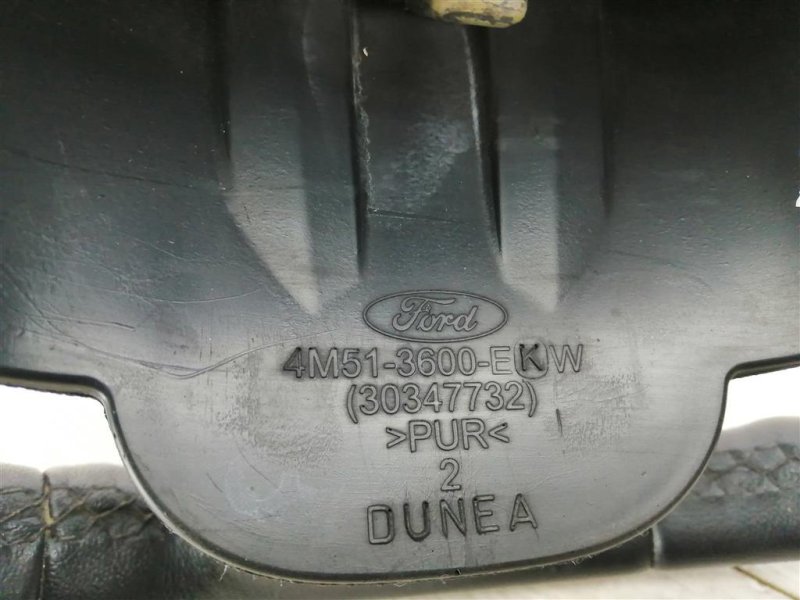 Ford
4M51-3600-EKW
(30347732)
>PUR<
2
DUNEA